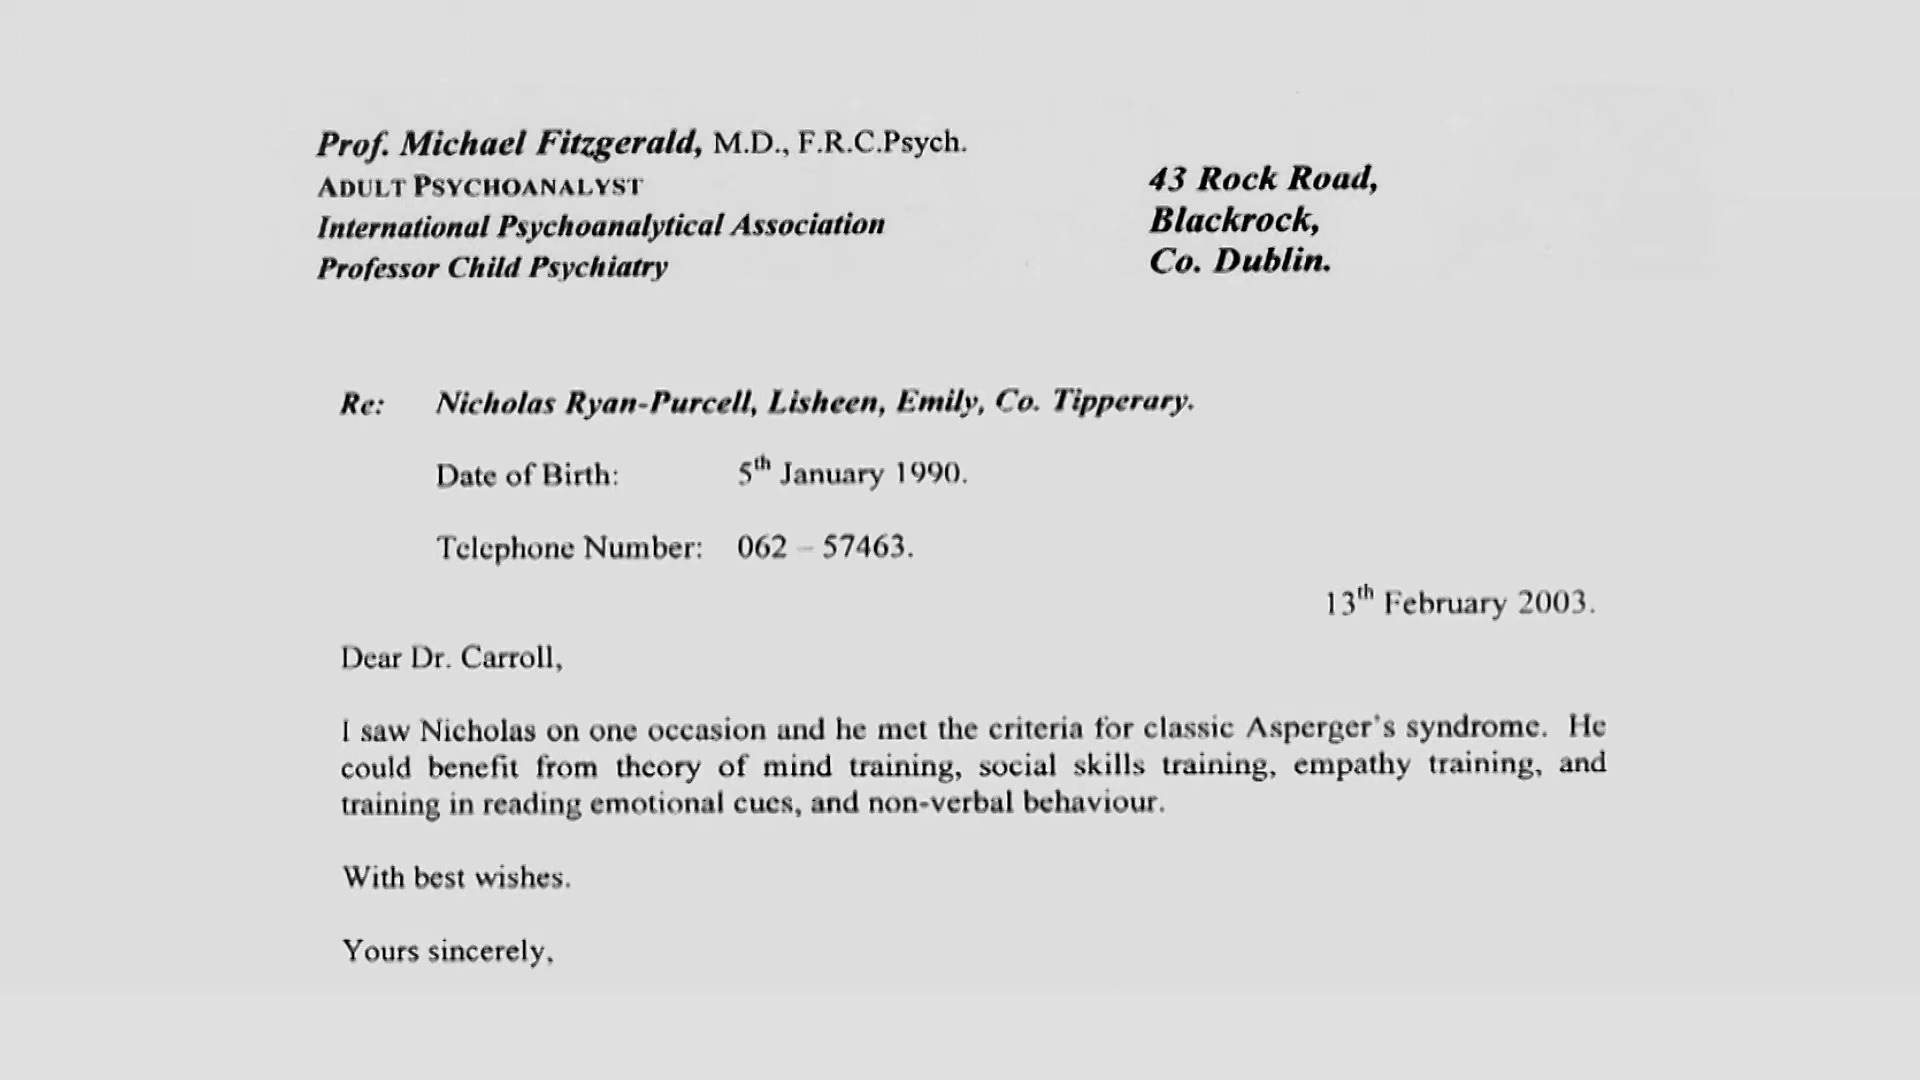 Prof. Michael Fitzgerald, M.D., F.R.C.Psych.
ADULT PSYCHOANALYST
International Psychoanalytical Association
Professor Child Psychiatry
43 Rock Road,
Blackrock,
Co. Dublin.
Re: Nicholas Ryan-Purcell, Lisheen, Emily, Co. Tipperary.
Date of Birth: 5th January 1990.
Telephone Number: 062 – 57463.
13th February 2003.
Dear Dr. Carroll,
I saw Nicholas on one occasion and he met the criteria for classic Asperger's syndrome. He
could benefit from theory of mind training, social skills training, empathy training, and
training in reading emotional cues, and non-verbal behaviour.
With best wishes.
Yours sincerely,